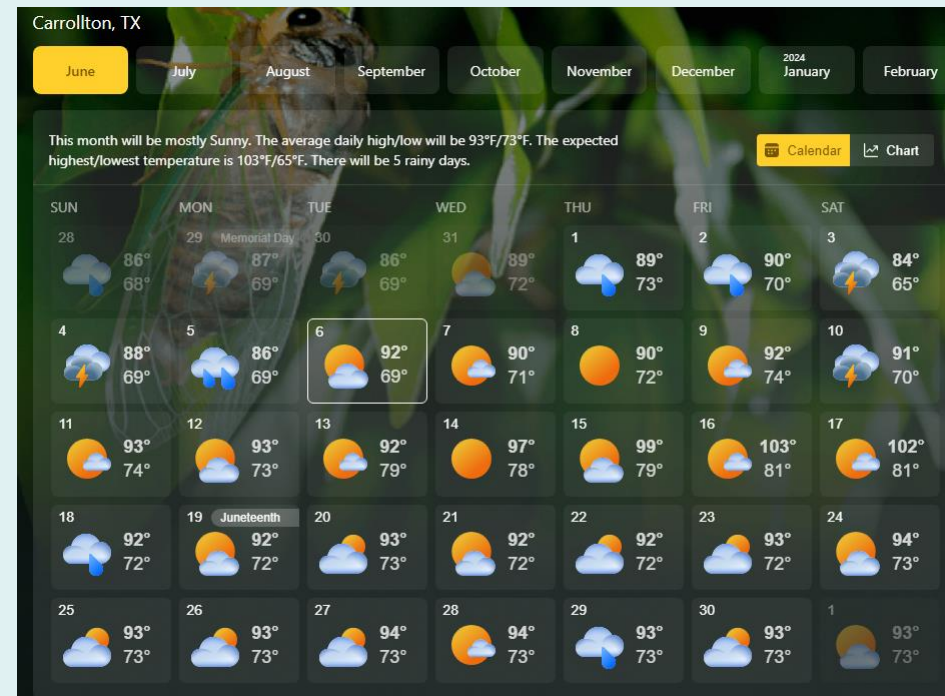 Carrollton, TX
June July August September October November December 2024 January February
This month will be mostly Sunny. The average daily high/low will be 93°F/73°F. The expected
highest/lowest temperature is 103°F/65°F. There will be 5 rainy days.
Calendar Chart
SUN MON TUE WED THU FRI SAT
28 86° 68°
29 Memorial Day 87° 69°
30 86° 69°
31 89° 72°
1 89° 73°
2 90° 70°
3 84° 65°
4 88° 69°
5 86° 69°
6 92° 69°
7 90° 71°
8 90° 72°
9 92° 74°
10 91° 70°
11 93° 74°
12 93° 73°
13 92° 79°
14 97° 78°
15 99° 79°
16 103° 81°
17 102° 81°
18 92° 72°
19 Juneteenth 92° 72°
20 93° 73°
21 92° 72°
22 92° 72°
23 93° 72°
24 94° 73°
25 93° 73°
26 93° 73°
27 94° 73°
28 94° 73°
29 93° 73°
30 93° 73°
1 93° 73°